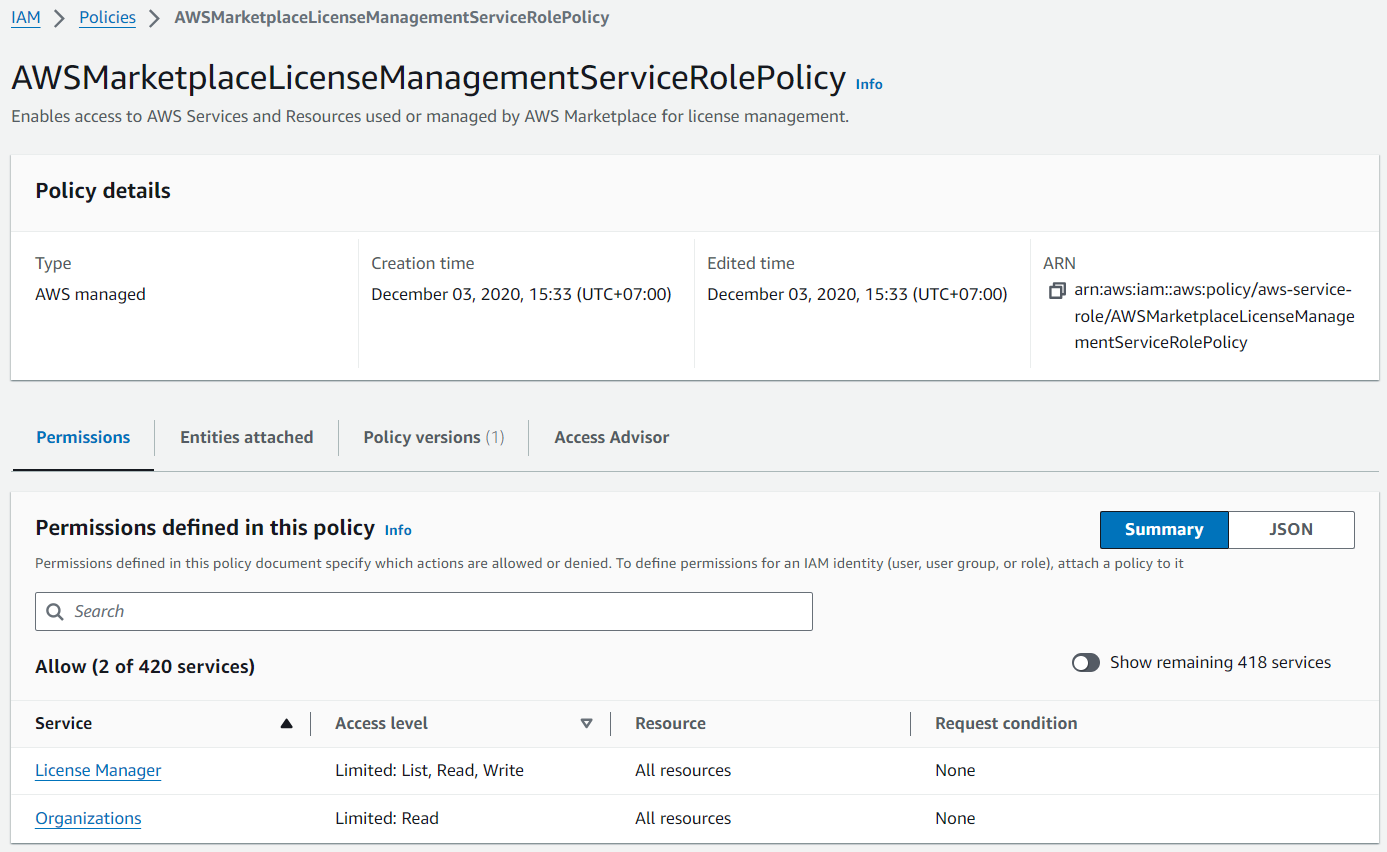 IAM > Policies > AWSMarketplaceLicenseManagementServiceRolePolicy
AWSMarketplaceLicenseManagementServiceRolePolicy Info
Enables access to AWS Services and Resources used or managed by AWS Marketplace for license management.
Policy details
Type
AWS managed
Creation time
December 03, 2020, 15:33 (UTC+07:00)
Edited time
December 03, 2020, 15:33 (UTC+07:00)
ARN
arn:aws:iam::aws:policy/aws-service-
role/AWSMarketplaceLicenseManage
mentServiceRolePolicy
Permissions Entities attached Policy versions (1) Access Advisor
Permissions defined in this policy Info
Summary JSON
Permissions defined in this policy document specify which actions are allowed or denied. To define permissions for an IAM identity (user, user group, or role), attach a policy to it
Search
Allow (2 of 420 services)
Show remaining 418 services
Service Access level Resource Request condition
License Manager Limited: List, Read, Write All resources None
Organizations Limited: Read All resources None